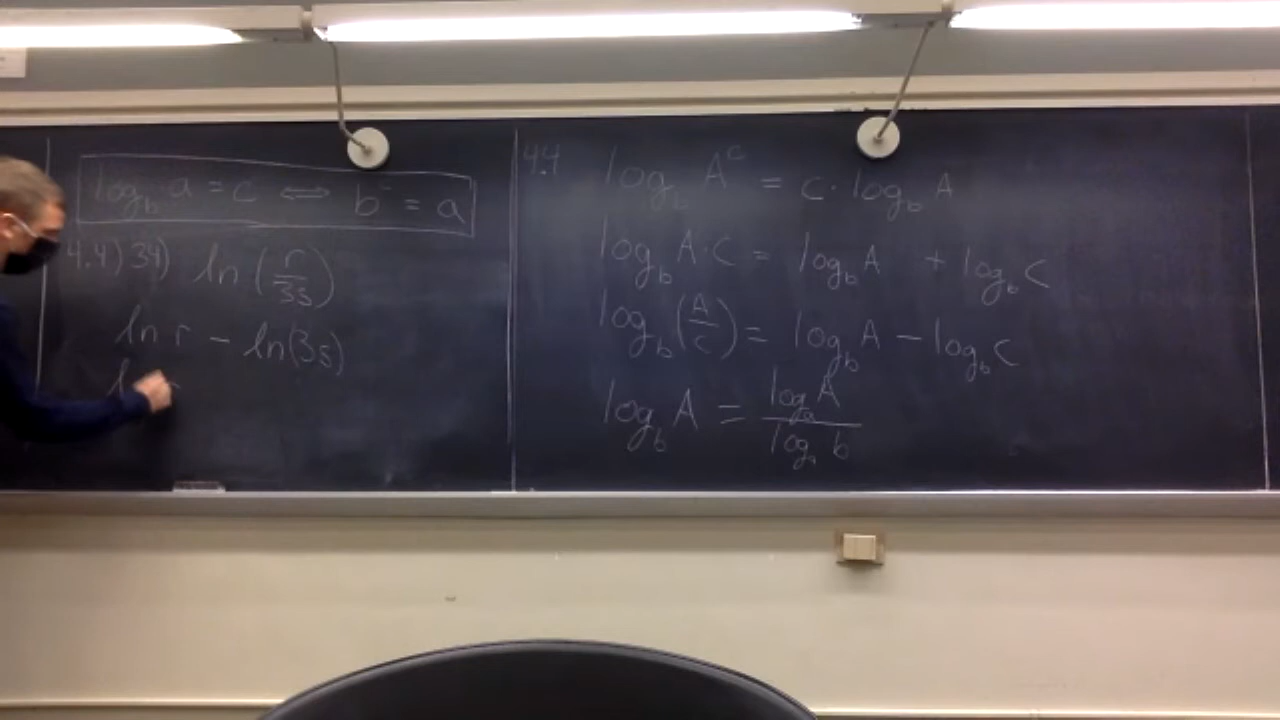 log_b a = c ⟺ b = a
4.4) 34) ln (r/3s)
ln r - ln(3s)
4.4 log_b A^c = c · log_b A
log_b A·C = log_b A + log_b C
log_b (A/C) = log_b A - log_b C
log_b A = log_a A / log_a b